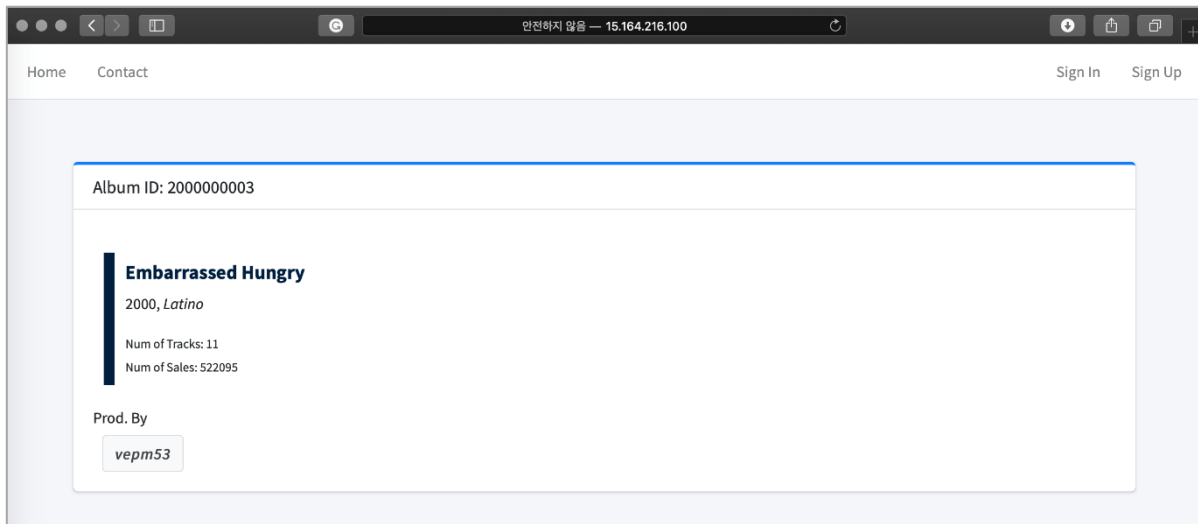 안전하지 않음 — 15.164.216.100
Home Contact Sign In Sign Up
Album ID: 2000000003
Embarrassed Hungry
2000, Latino
Num of Tracks: 11
Num of Sales: 522095
Prod. By
vepm53